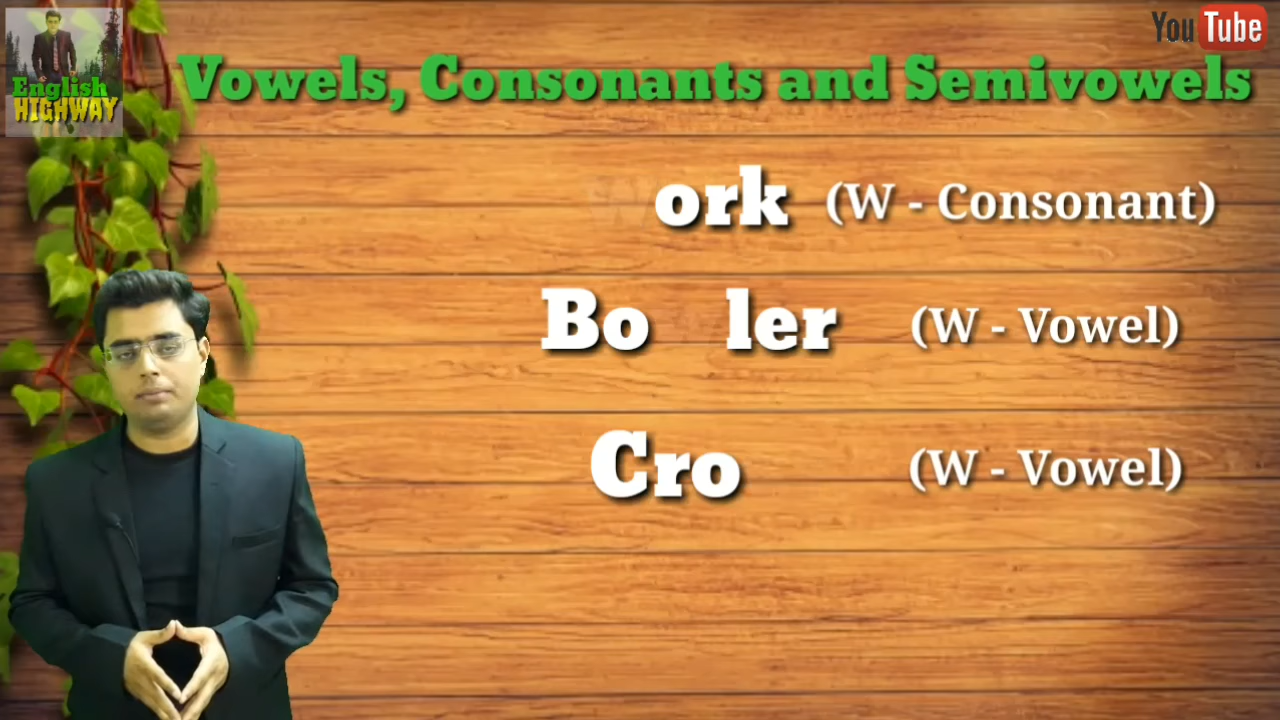 YouTube
English
HIGHWAY
Vowels, Consonants and Semivowels
ork (W - Consonant)
Bo ler (W - Vowel)
Cro (W - Vowel)